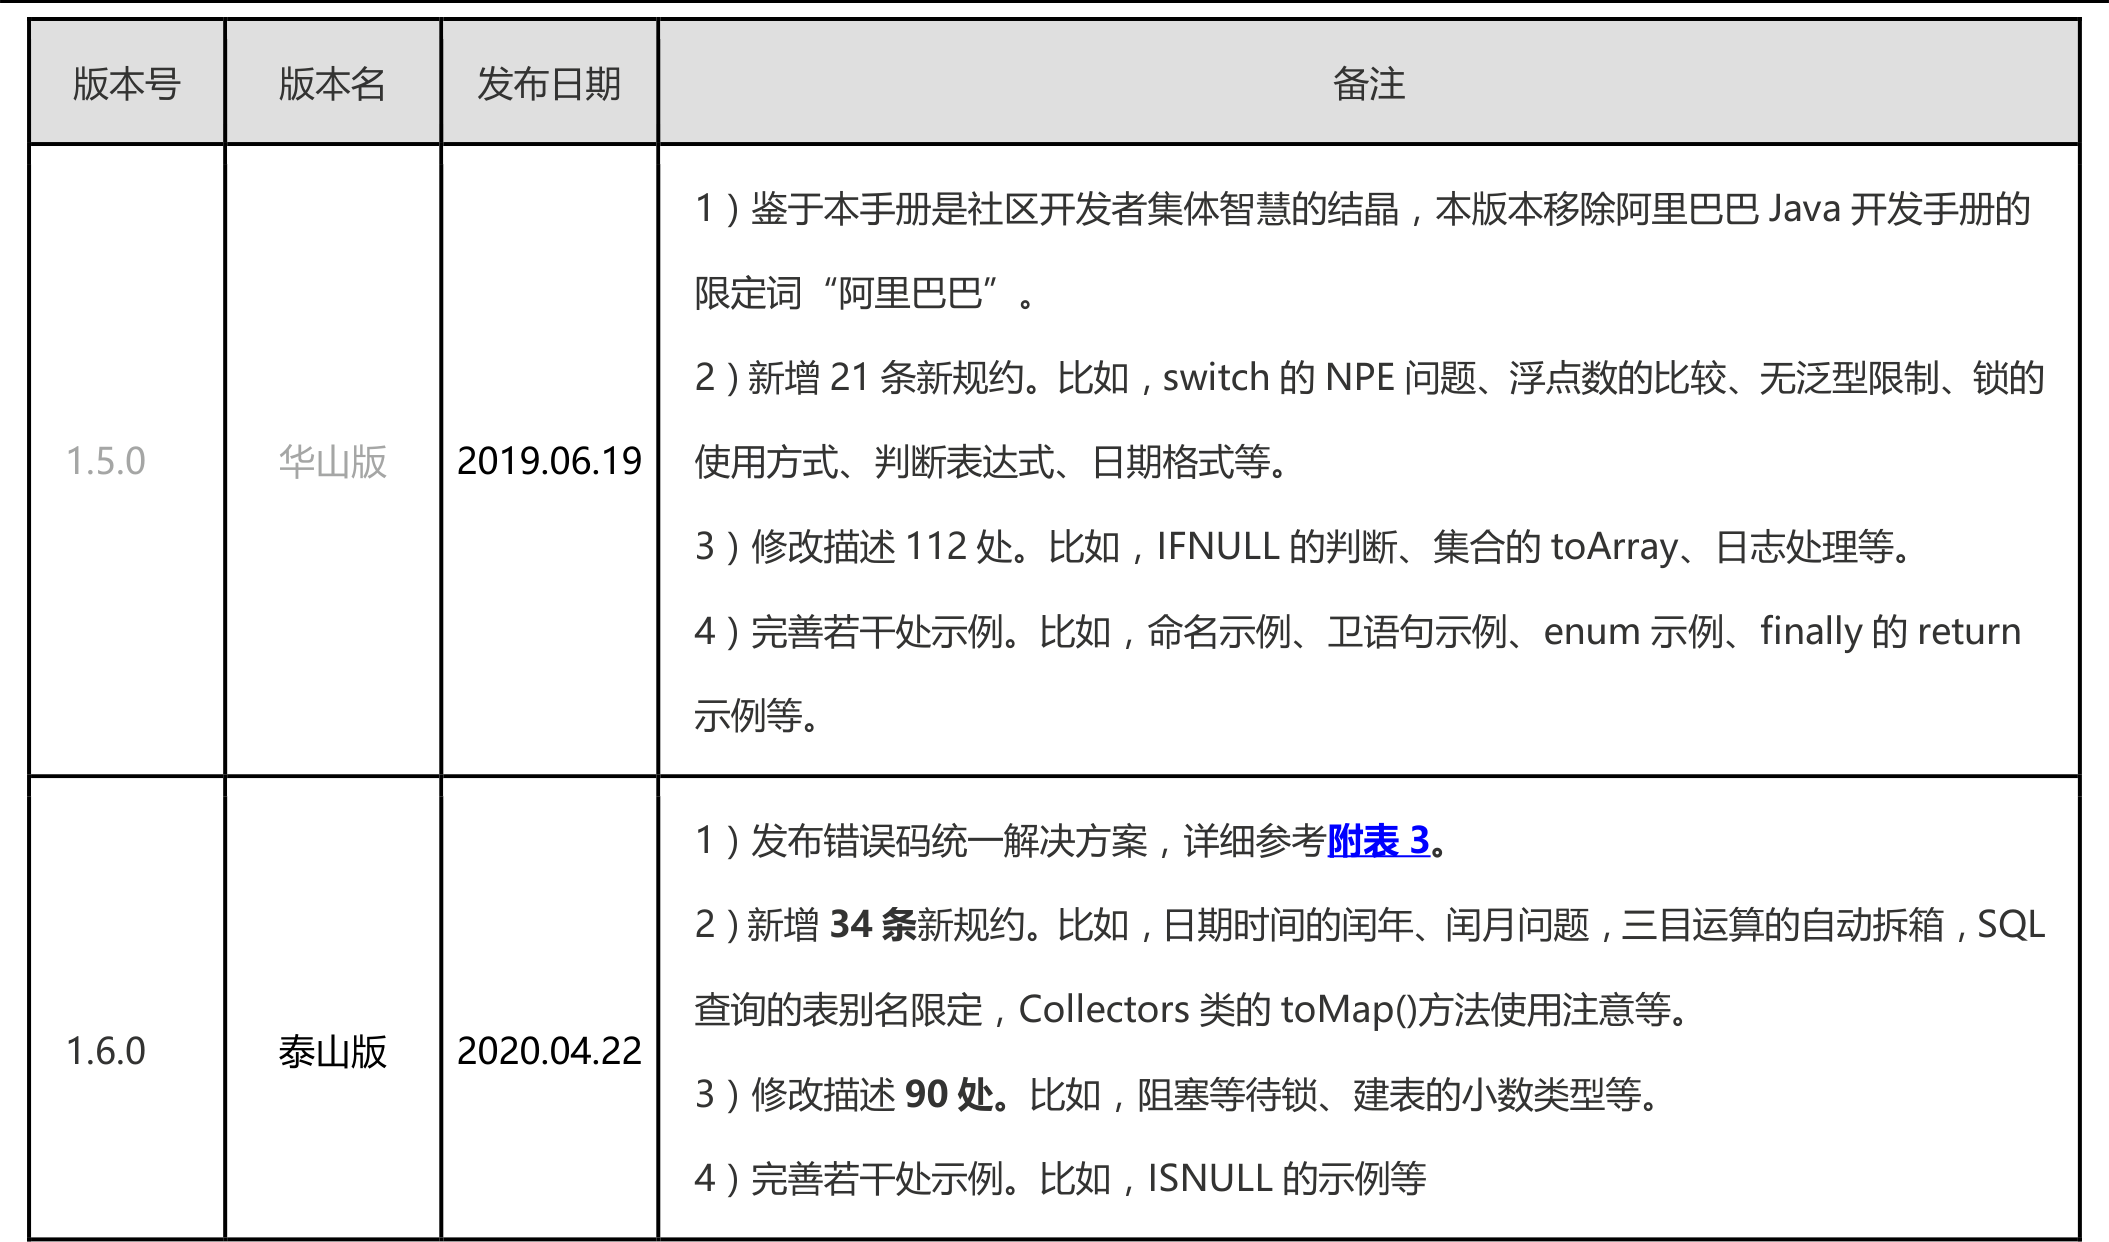 版本号 版本名 发布日期 备注
1）鉴于本手册是社区开发者集体智慧的结晶，本版本移除阿里巴巴 Java 开发手册的
限定词“阿里巴巴”。
2）新增 21 条新规约。比如，switch 的 NPE 问题、浮点数的比较、无泛型限制、锁的
1.5.0 华山版 2019.06.19 使用方式、判断表达式、日期格式等。
3）修改描述 112 处。比如，IFNULL 的判断、集合的 toArray、日志处理等。
4）完善若干处示例。比如，命名示例、卫语句示例、enum 示例、finally 的 return
示例等。
1）发布错误码统一解决方案，详细参考附表 3。
2）新增 34 条新规约。比如，日期时间的闰年、闰月问题，三目运算的自动拆箱，SQL
查询的表别名限定，Collectors 类的 toMap()方法使用注意等。
1.6.0 泰山版 2020.04.22
3）修改描述 90 处。比如，阻塞等待锁、建表的小数类型等。
4）完善若干处示例。比如，ISNULL 的示例等